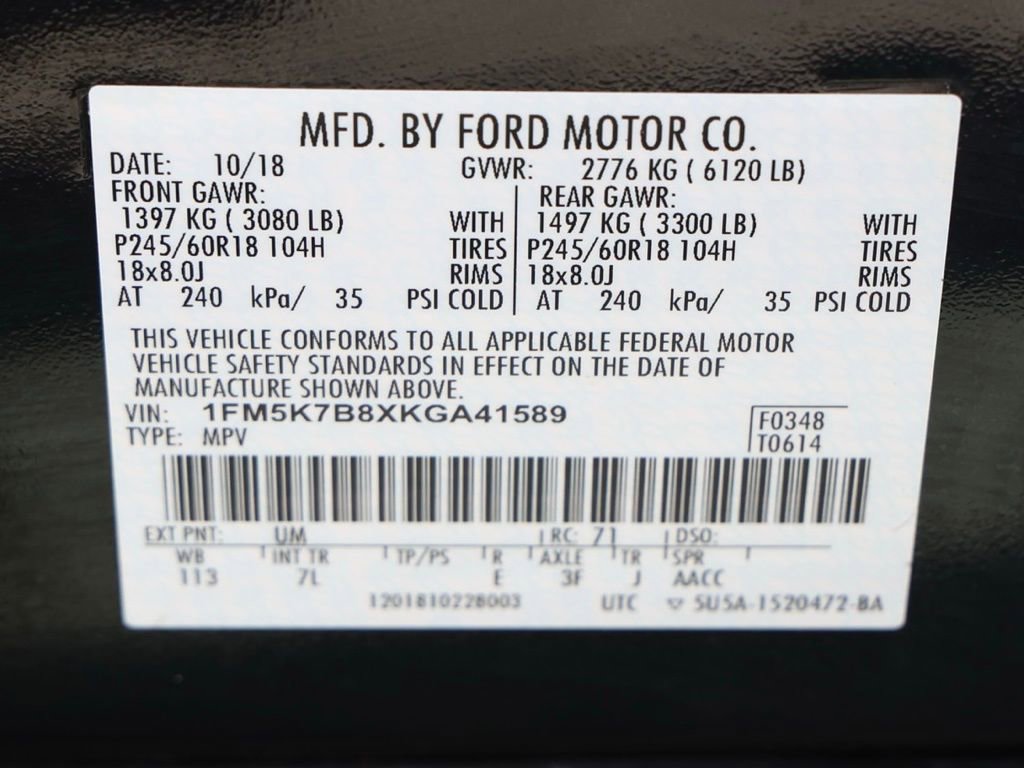 MFD. BY FORD MOTOR CO.
DATE: 10/18 GVWR: 2776 KG ( 6120 LB)
FRONT GAWR: REAR GAWR:
1397 KG ( 3080 LB) WITH 1497 KG ( 3300 LB) WITH
P245/60R18 104H TIRES P245/60R18 104H TIRES
18x8.0J RIMS 18x8.0J RIMS
AT 240 kPa/ 35 PSI COLD AT 240 kPa/ 35 PSI COLD
THIS VEHICLE CONFORMS TO ALL APPLICABLE FEDERAL MOTOR
VEHICLE SAFETY STANDARDS IN EFFECT ON THE DATE OF
MANUFACTURE SHOWN ABOVE.
VIN: 1FM5K7B8XKGA41589
F0348
TYPE: MPV
T0614
EXT PNT: UM RC: 71 DSO:
WB INT TR TP/PS R AXLE TR SPR
113 7L E 3F J AACC
1201810228003 UTC ▽ 5U5A-1520472-BA